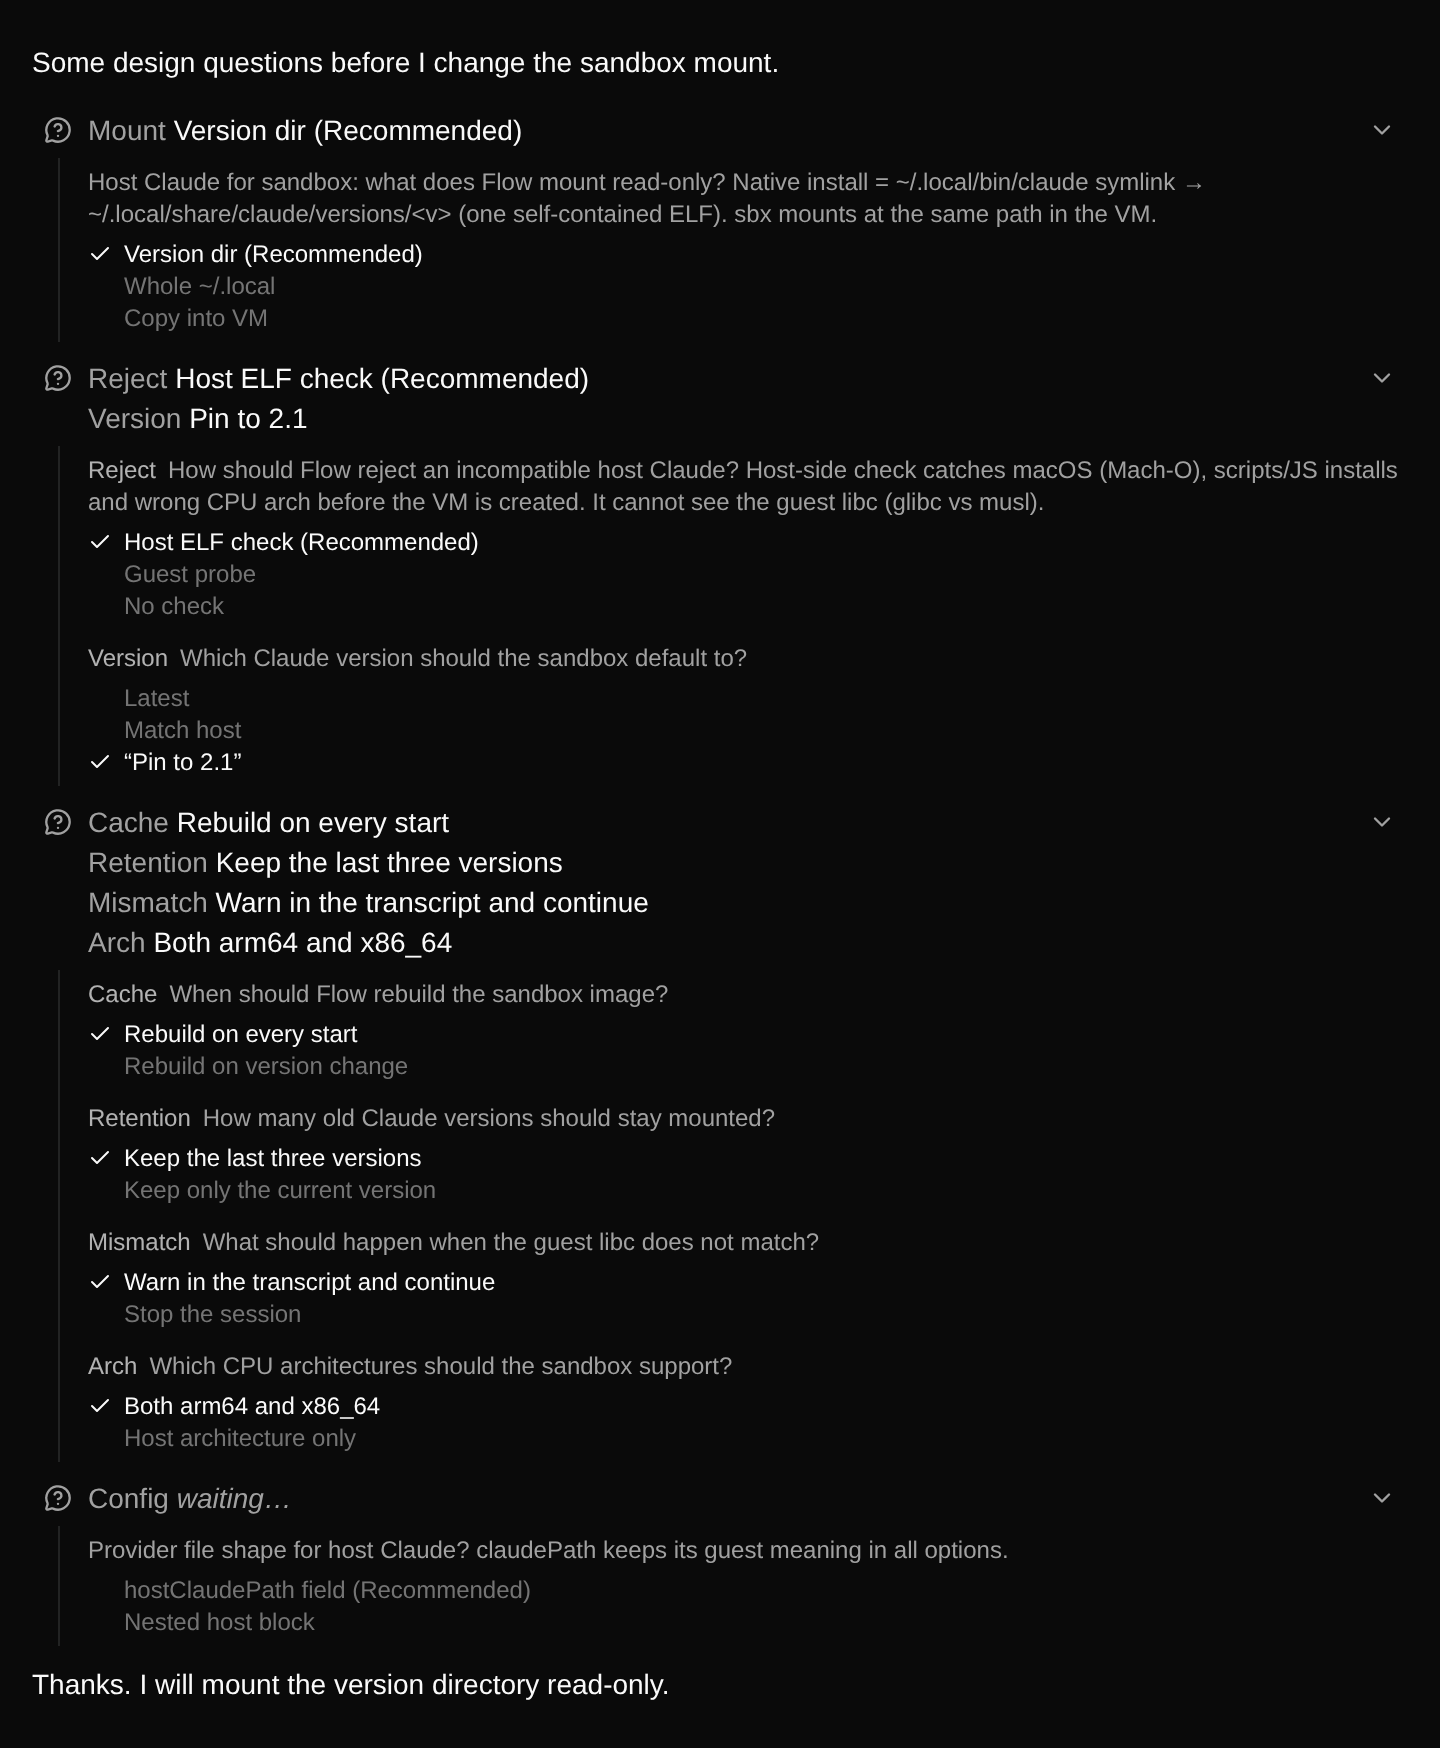 Some design questions before I change the sandbox mount.
Mount Version dir (Recommended)
Host Claude for sandbox: what does Flow mount read-only? Native install = ~/.local/bin/claude symlink →
~/.local/share/claude/versions/<v> (one self-contained ELF). sbx mounts at the same path in the VM.
Version dir (Recommended)
Whole ~/.local
Copy into VM
Reject Host ELF check (Recommended)
Version Pin to 2.1
Reject How should Flow reject an incompatible host Claude? Host-side check catches macOS (Mach-O), scripts/JS installs
and wrong CPU arch before the VM is created. It cannot see the guest libc (glibc vs musl).
Host ELF check (Recommended)
Guest probe
No check
Version Which Claude version should the sandbox default to?
Latest
Match host
“Pin to 2.1”
Cache Rebuild on every start
Retention Keep the last three versions
Mismatch Warn in the transcript and continue
Arch Both arm64 and x86_64
Cache When should Flow rebuild the sandbox image?
Rebuild on every start
Rebuild on version change
Retention How many old Claude versions should stay mounted?
Keep the last three versions
Keep only the current version
Mismatch What should happen when the guest libc does not match?
Warn in the transcript and continue
Stop the session
Arch Which CPU architectures should the sandbox support?
Both arm64 and x86_64
Host architecture only
Config waiting…
Provider file shape for host Claude? claudePath keeps its guest meaning in all options.
hostClaudePath field (Recommended)
Nested host block
Thanks. I will mount the version directory read-only.